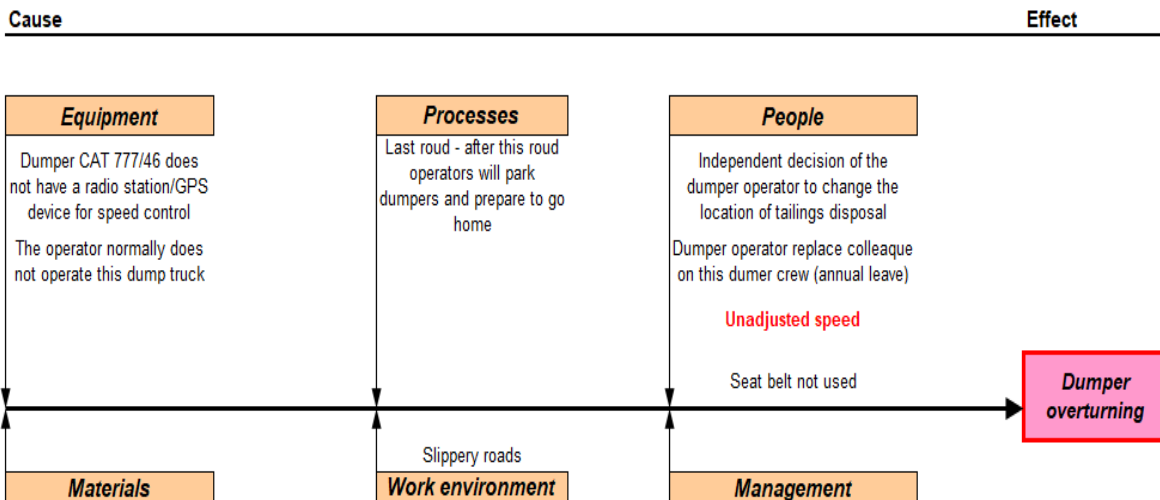 Cause
Effect
Equipment
Dumper CAT 777/46 does
not have a radio station/GPS
device for speed control
The operator normally does
not operate this dump truck
Processes
Last roud - after this roud
operators will park
dumpers and prepare to go
home
People
Independent decision of the
dumper operator to change the
location of tailings disposal
Dumper operator replace colleaque
on this dumer crew (annual leave)
Unadjusted speed
Seat belt not used
Dumper
overturning
Materials
Slippery roads
Work environment
Management